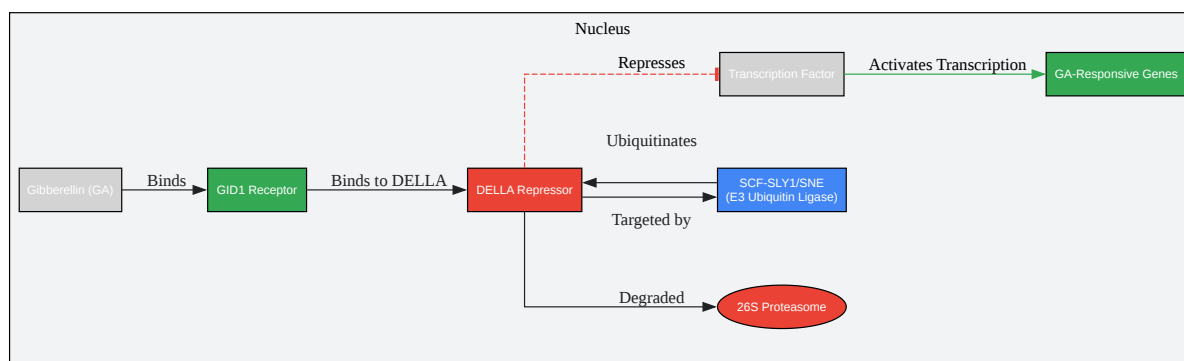 Nucleus
Represses
Transcription Factor
Activates Transcription
GA-Responsive Genes
Ubiquitinates
Gibberellin (GA)
Binds
GID1 Receptor
Binds to DELLA
DELLA Repressor
SCF-SLY1/SNE
(E3 Ubiquitin Ligase)
Targeted by
Degraded
26S Proteasome